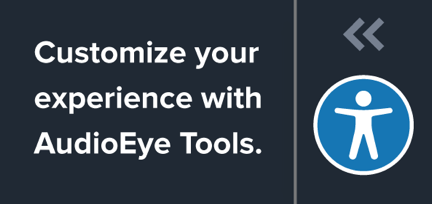 Customize your
experience with
AudioEye Tools.